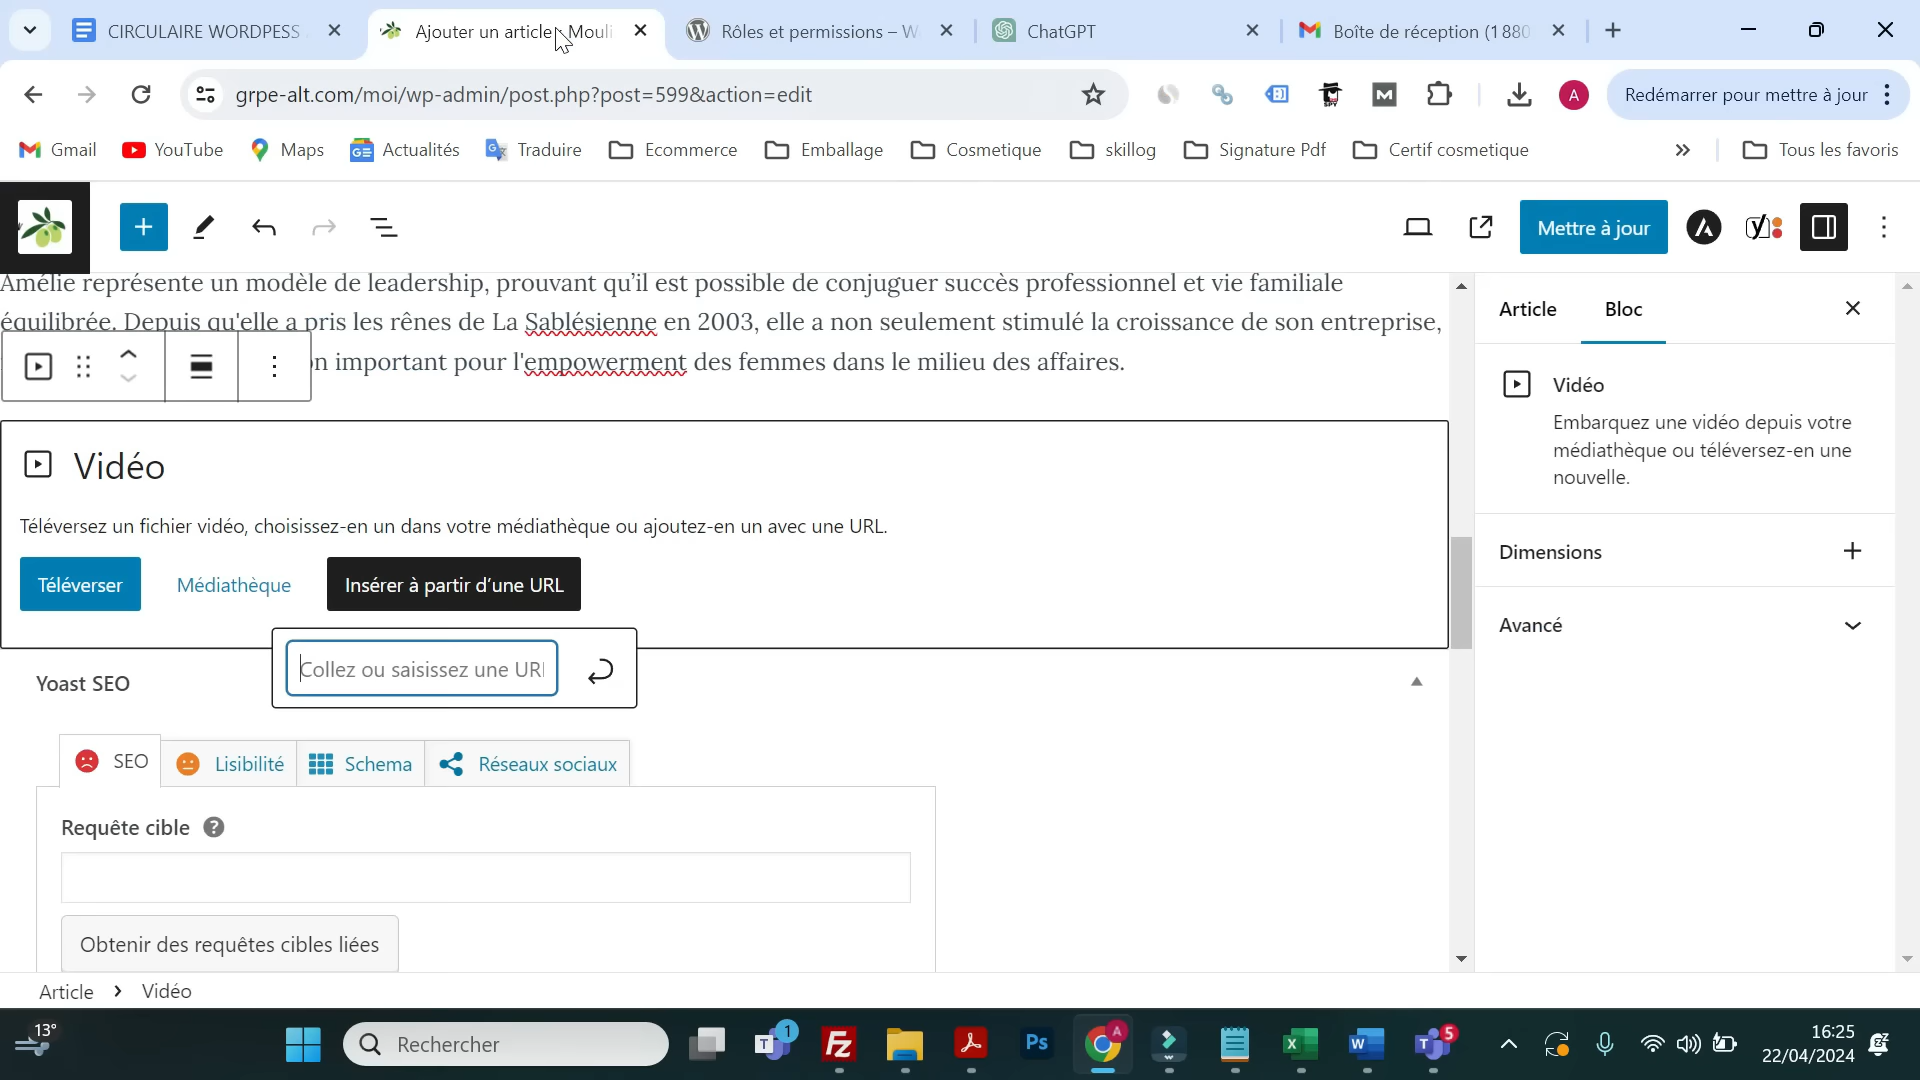 CIRCULAIRE WORDPESS
Ajouter un article
Mouli
Rôles et permissions – W
ChatGPT
Boîte de réception (1 880
grpe-alt.com/moi/wp-admin/post.php?post=599&action=edit
A
Redémarrer pour mettre à jour
Gmail
YouTube
Maps
Actualités
Traduire
Ecommerce
Emballage
Cosmetique
skillog
Signature Pdf
Certif cosmetique
Tous les favoris
Mettre à jour
Amélie représente un modèle de leadership, prouvant qu'il est possible de conjuguer succès professionnel et vie familiale
équilibrée. Depuis qu'elle a pris les rênes de La Sablésienne en 2003, elle a non seulement stimulé la croissance de son entreprise,
n important pour l'empowerment des femmes dans le milieu des affaires.
Vidéo
Téléversez un fichier vidéo, choisissez-en un dans votre médiathèque ou ajoutez-en un avec une URL.
Téléverser
Médiathèque
Insérer à partir d'une URL
Collez ou saisissez une URL
Yoast SEO
SEO
Lisibilité
Schema
Réseaux sociaux
Requête cible
Obtenir des requêtes cibles liées
Article
Bloc
Vidéo
Embarquez une vidéo depuis votre
médiathèque ou téléversez-en une
nouvelle.
Dimensions
Avancé
Article
Vidéo
13°
Rechercher
1
5
16:25
22/04/2024